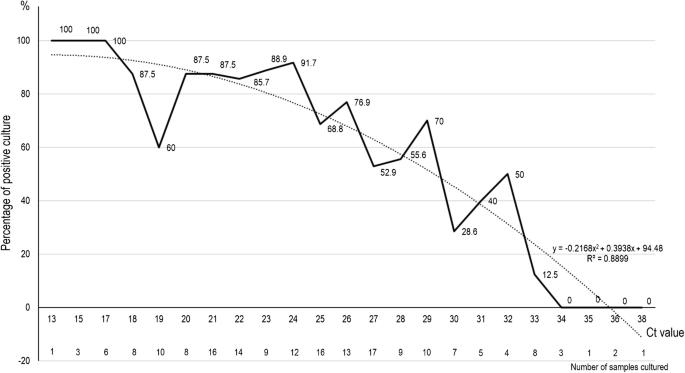 %
100 100 100 100
87.5 87.5 87.5 85.7 88.9 91.7
80
76.9
70
68.8
60 60
55.6
52.9
50
40 40
28.6
20
12.5
0 0 0 0 0
-20
Percentage of positive culture
y = -0.2168x² + 0.3938x + 94.48
R² = 0.8899
13 15 17 18 19 20 21 22 23 24 25 26 27 28 29 30 31 32 33 34 35 36 38
Ct value
1 3 6 8 10 8 16 14 9 12 16 13 17 9 10 7 5 4 8 3 1 2 1
Number of samples cultured